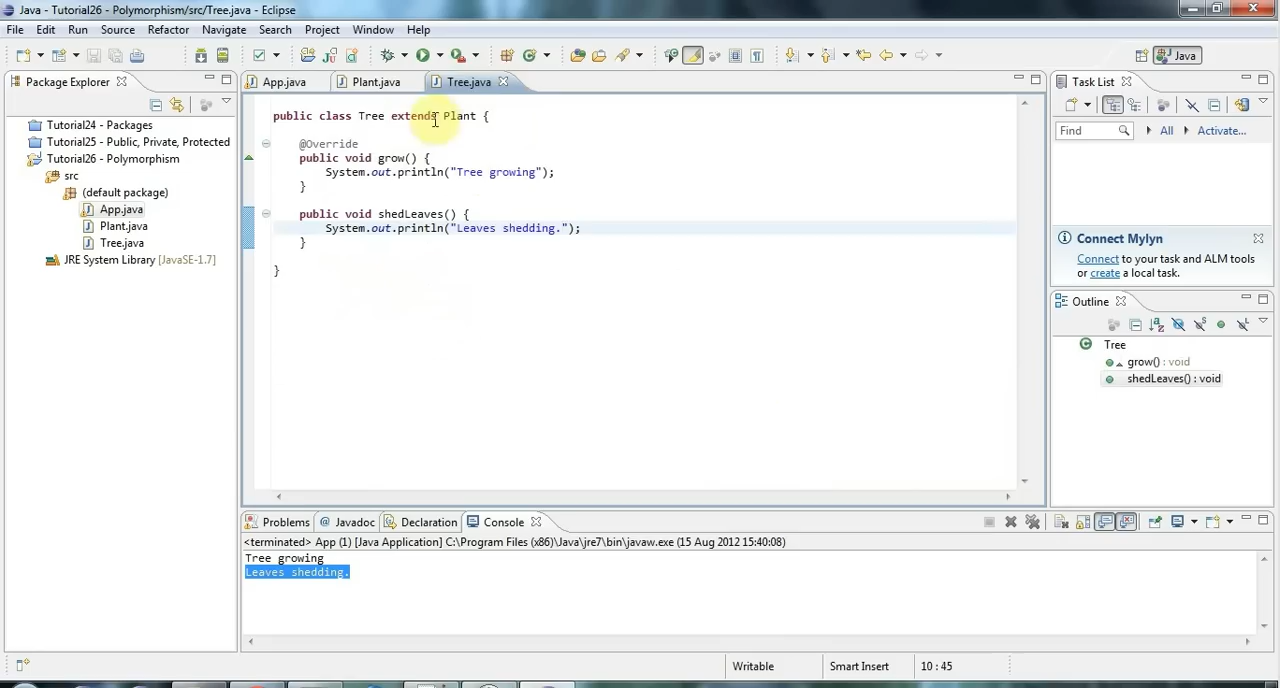 Java - Tutorial26 - Polymorphism/src/Tree.java - Eclipse
File Edit Run Source Refactor Navigate Search Project Window Help
Java
Package Explorer
Tutorial24 - Packages
Tutorial25 - Public, Private, Protected
Tutorial26 - Polymorphism
src
(default package)
App.java
Plant.java
Tree.java
JRE System Library [JavaSE-1.7]
App.java Plant.java Tree.java
public class Tree extends Plant {
@Override
public void grow() {
System.out.println("Tree growing");
}
public void shedLeaves() {
System.out.println("Leaves shedding.");
}
}
Task List
Find All Activate...
Connect Mylyn
Connect to your task and ALM tools
or create a local task.
Outline
Tree
grow() : void
shedLeaves() : void
Problems @ Javadoc Declaration Console
<terminated> App (1) [Java Application] C:\Program Files (x86)\Java\jre7\bin\javaw.exe (15 Aug 2012 15:40:08)
Tree growing
Leaves shedding.
Writable Smart Insert 10 : 45